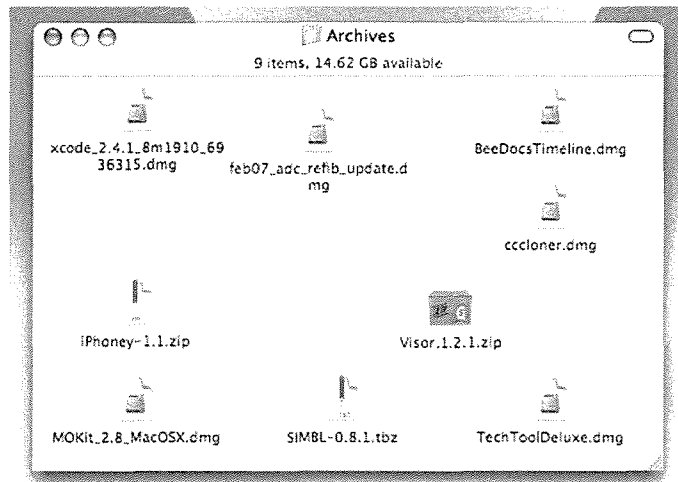 Archives
9 items, 14.62 GB available
xcode_2.4.1_8m1910_69
36315.dmg
feb07_adc_reflib_update.d
mg
BeeDocsTimeline.dmg
cccloner.dmg
iPhoney-1.1.zip
Visor.1.2.1.zip
MOKit_2.8_MacOSX.dmg
SIMBL-0.8.1.tbz
TechToolDeluxe.dmg